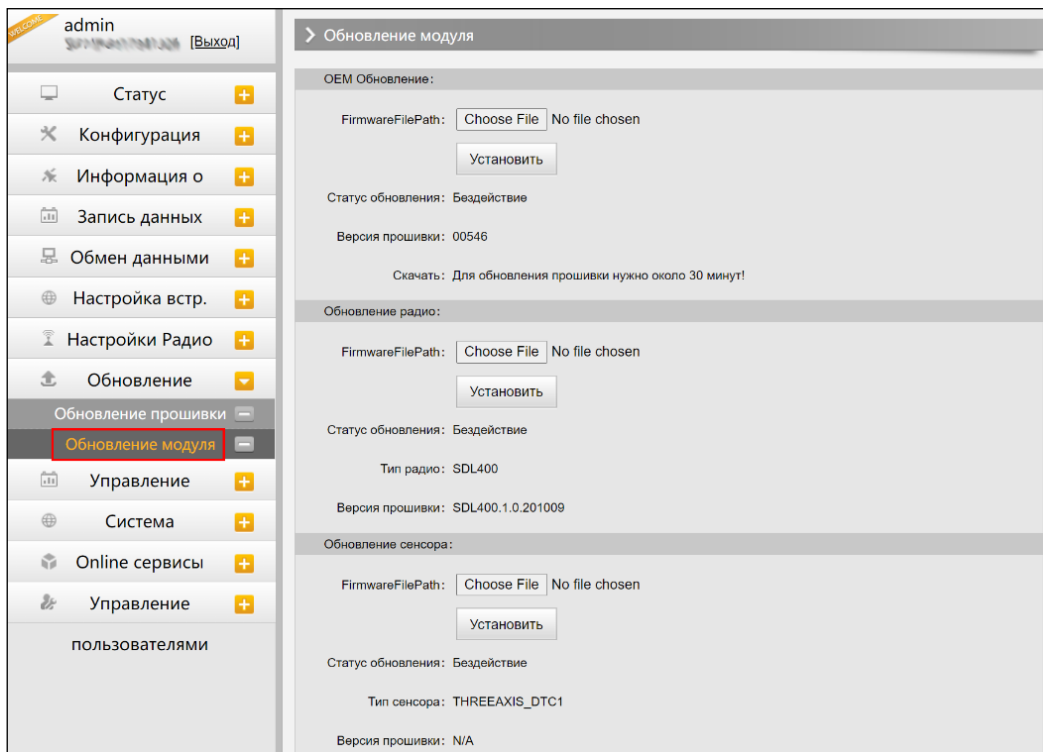 WELCOME
admin
[Выход]
Статус
Конфигурация
Информация о
Запись данных
Обмен данными
Настройка встр.
Настройки Радио
Обновление
Обновление прошивки
Обновление модуля
Управление
Система
Online сервисы
Управление
пользователями
Обновление модуля
OEM Обновление:
FirmwareFilePath: Choose File No file chosen
Установить
Статус обновления: Бездействие
Версия прошивки: 00546
Скачать: Для обновления прошивки нужно около 30 минут!
Обновление радио:
FirmwareFilePath: Choose File No file chosen
Установить
Статус обновления: Бездействие
Тип радио: SDL400
Версия прошивки: SDL400.1.0.201009
Обновление сенсора:
FirmwareFilePath: Choose File No file chosen
Установить
Статус обновления: Бездействие
Тип сенсора: THREEAXIS_DTC1
Версия прошивки: N/A